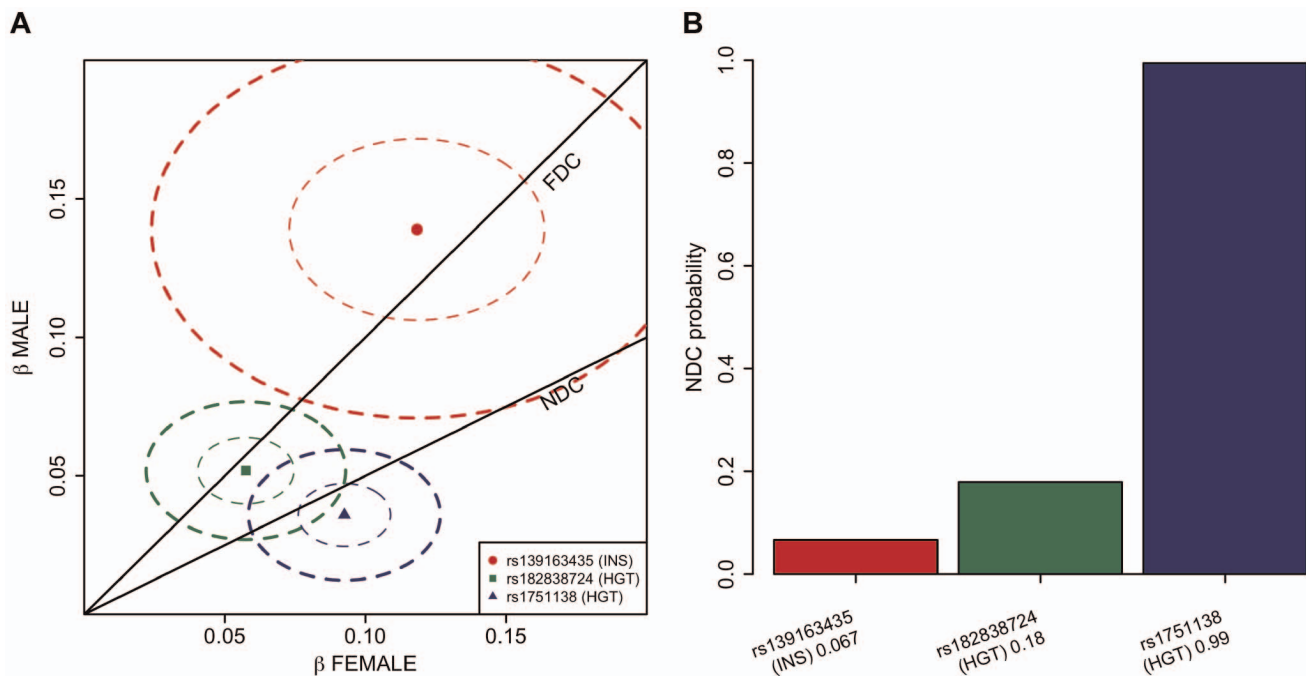 A
β MALE
0.15
0.10
0.05
FDC
NDC
rs139163435 (INS)
rs182838724 (HGT)
rs1751138 (HGT)
0.05 0.10 0.15
β FEMALE
B
NDC probability
1.0
0.8
0.6
0.4
0.2
0.0
rs139163435
(INS) 0.067
rs182838724
(HGT) 0.18
rs1751138
(HGT) 0.99